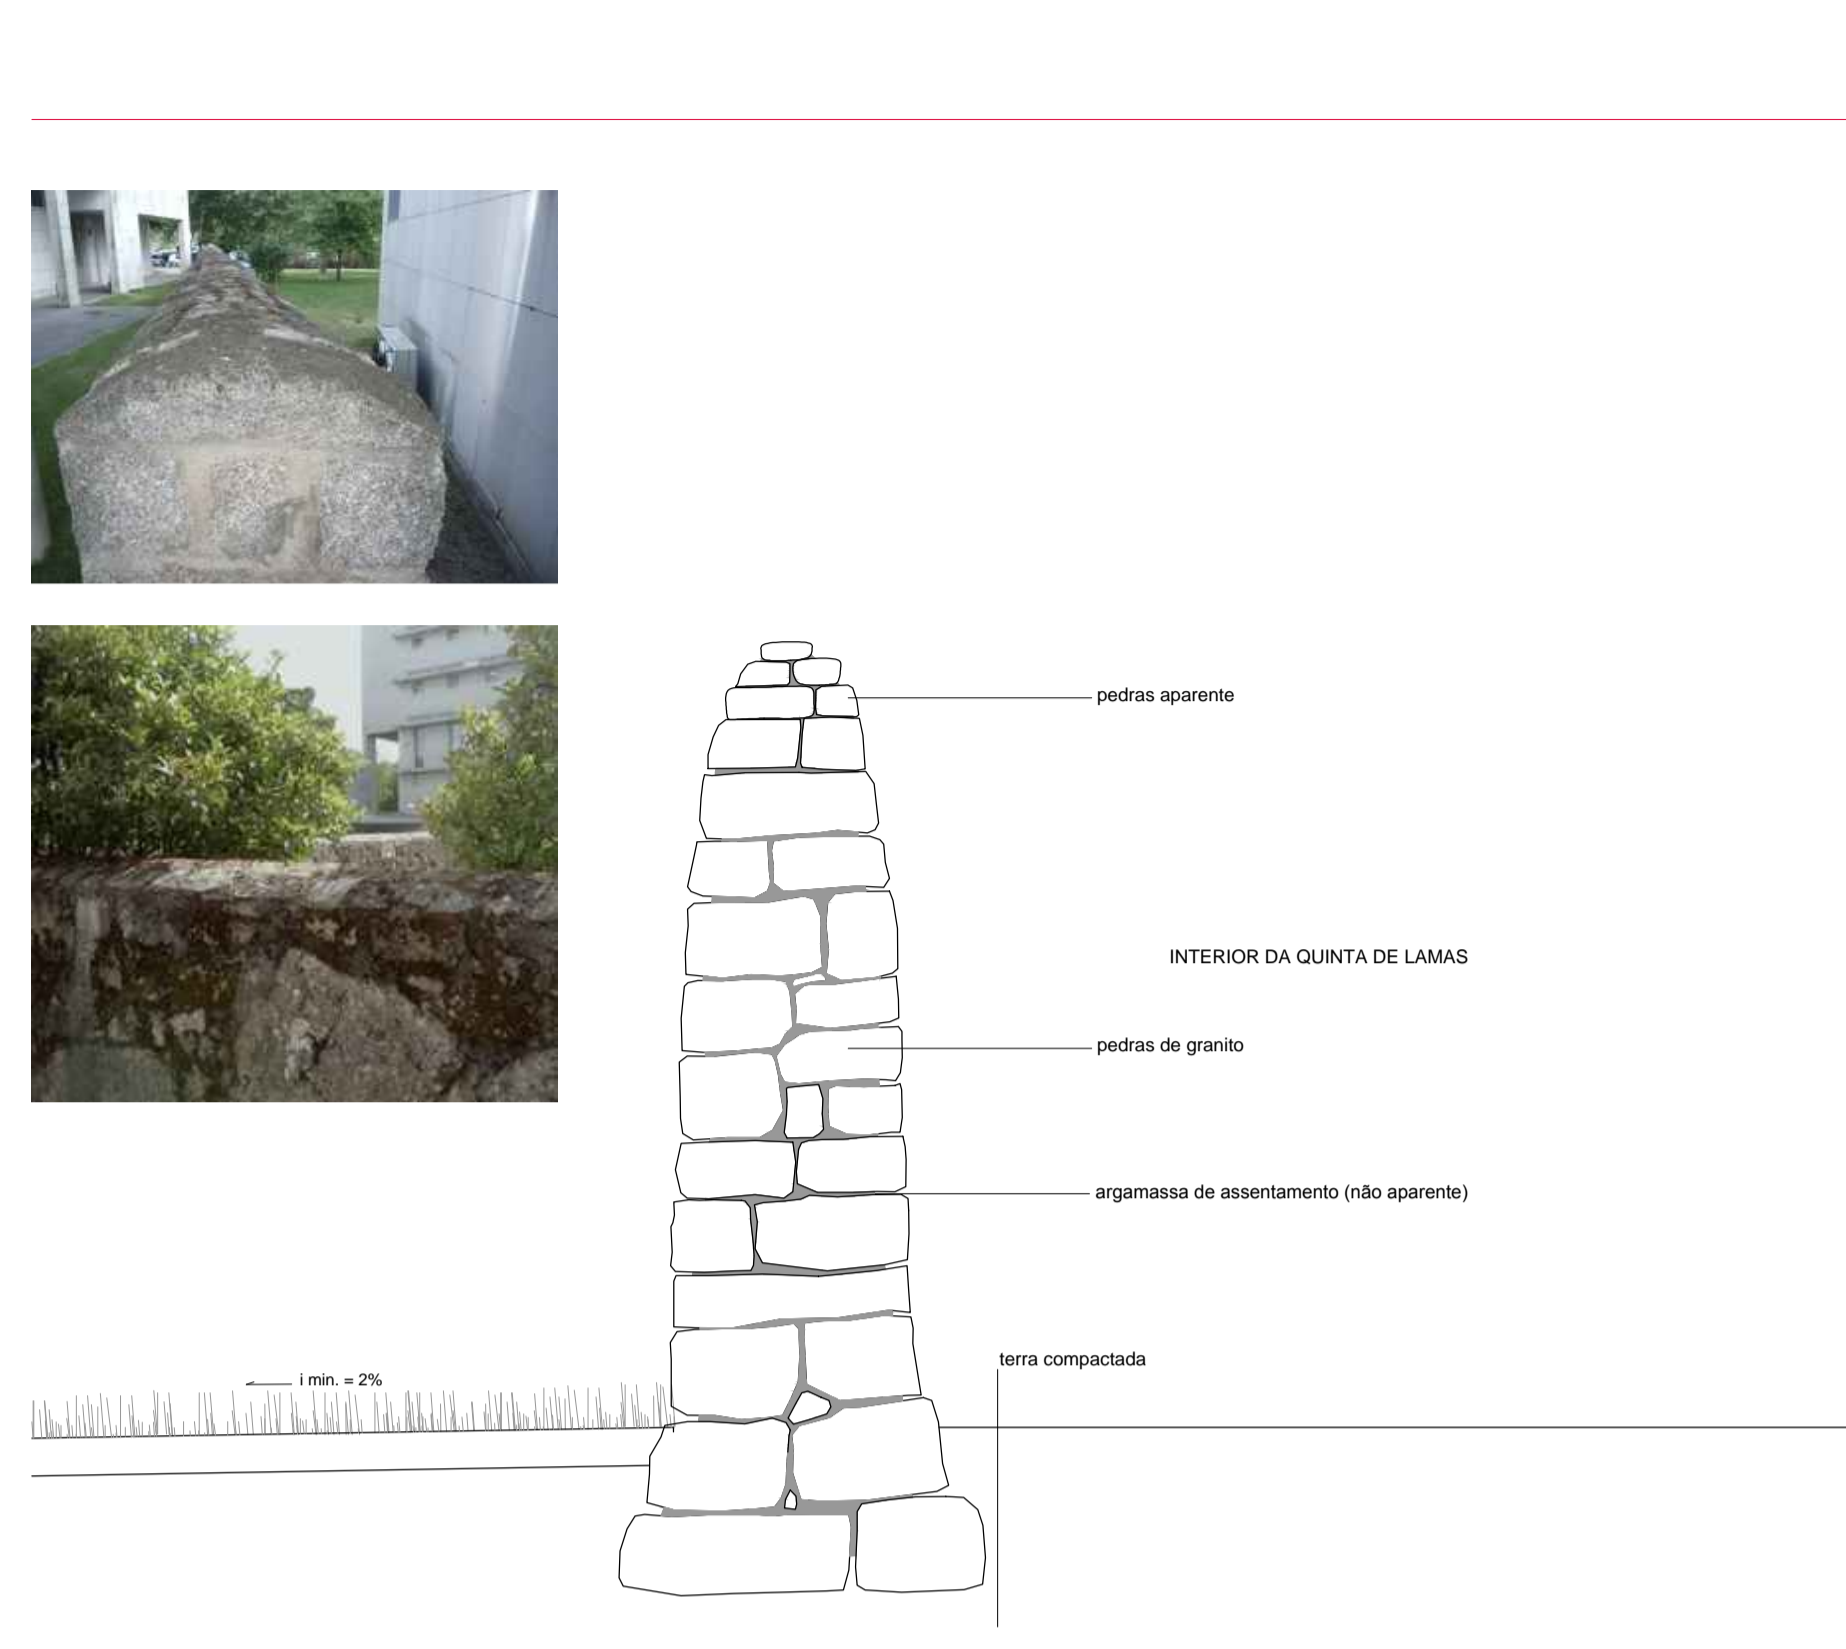 pedras aparente
INTERIOR DA QUINTA DE LAMAS
pedras de granito
argamassa de assentamento (não aparente)
terra compactada
i min. = 2%